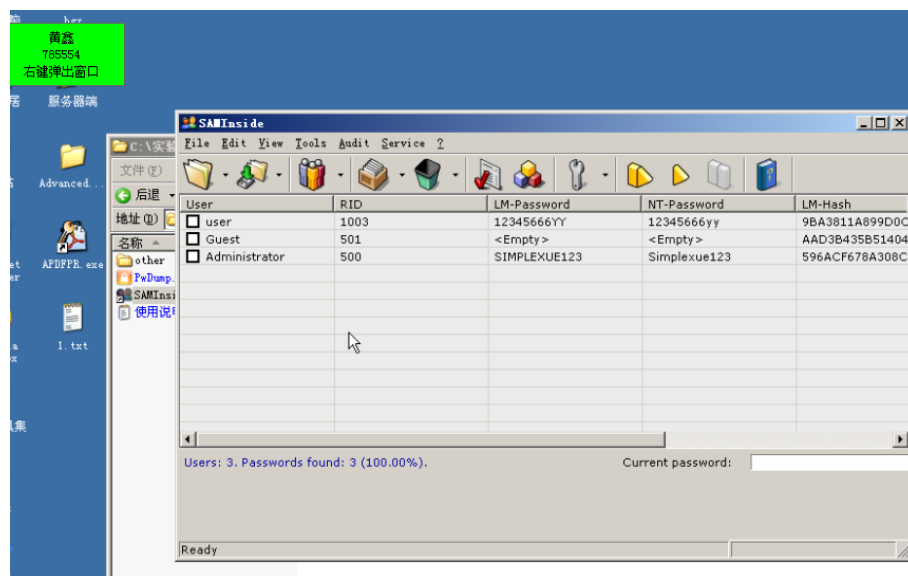 黄鑫
785554
右键弹出窗口
服务器端
Advanced...
APDFPR.exe
1.txt
C:\实验
文件(F)
后退
地址(D)
名称
other
PwDump.
SAMInsi
使用说明
SAMInside
File Edit View Tools Audit Service ?
User RID LM-Password NT-Password LM-Hash
user 1003 12345666YY 12345666yy 9BA3811A899D0C
Guest 501 <Empty> <Empty> AAD3B435B51404
Administrator 500 SIMPLEXUE123 Simplexue123 596ACF678A308C
Users: 3. Passwords found: 3 (100.00%).
Current password:
Ready